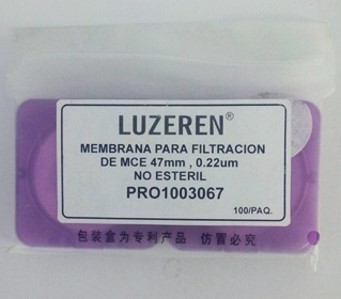 LUZEREN®
MEMBRANA PARA FILTRACION
DE MCE 47mm , 0.22um
NO ESTERIL
PRO1003067
100/PAQ.
包装盒为专利产品 仿置必究